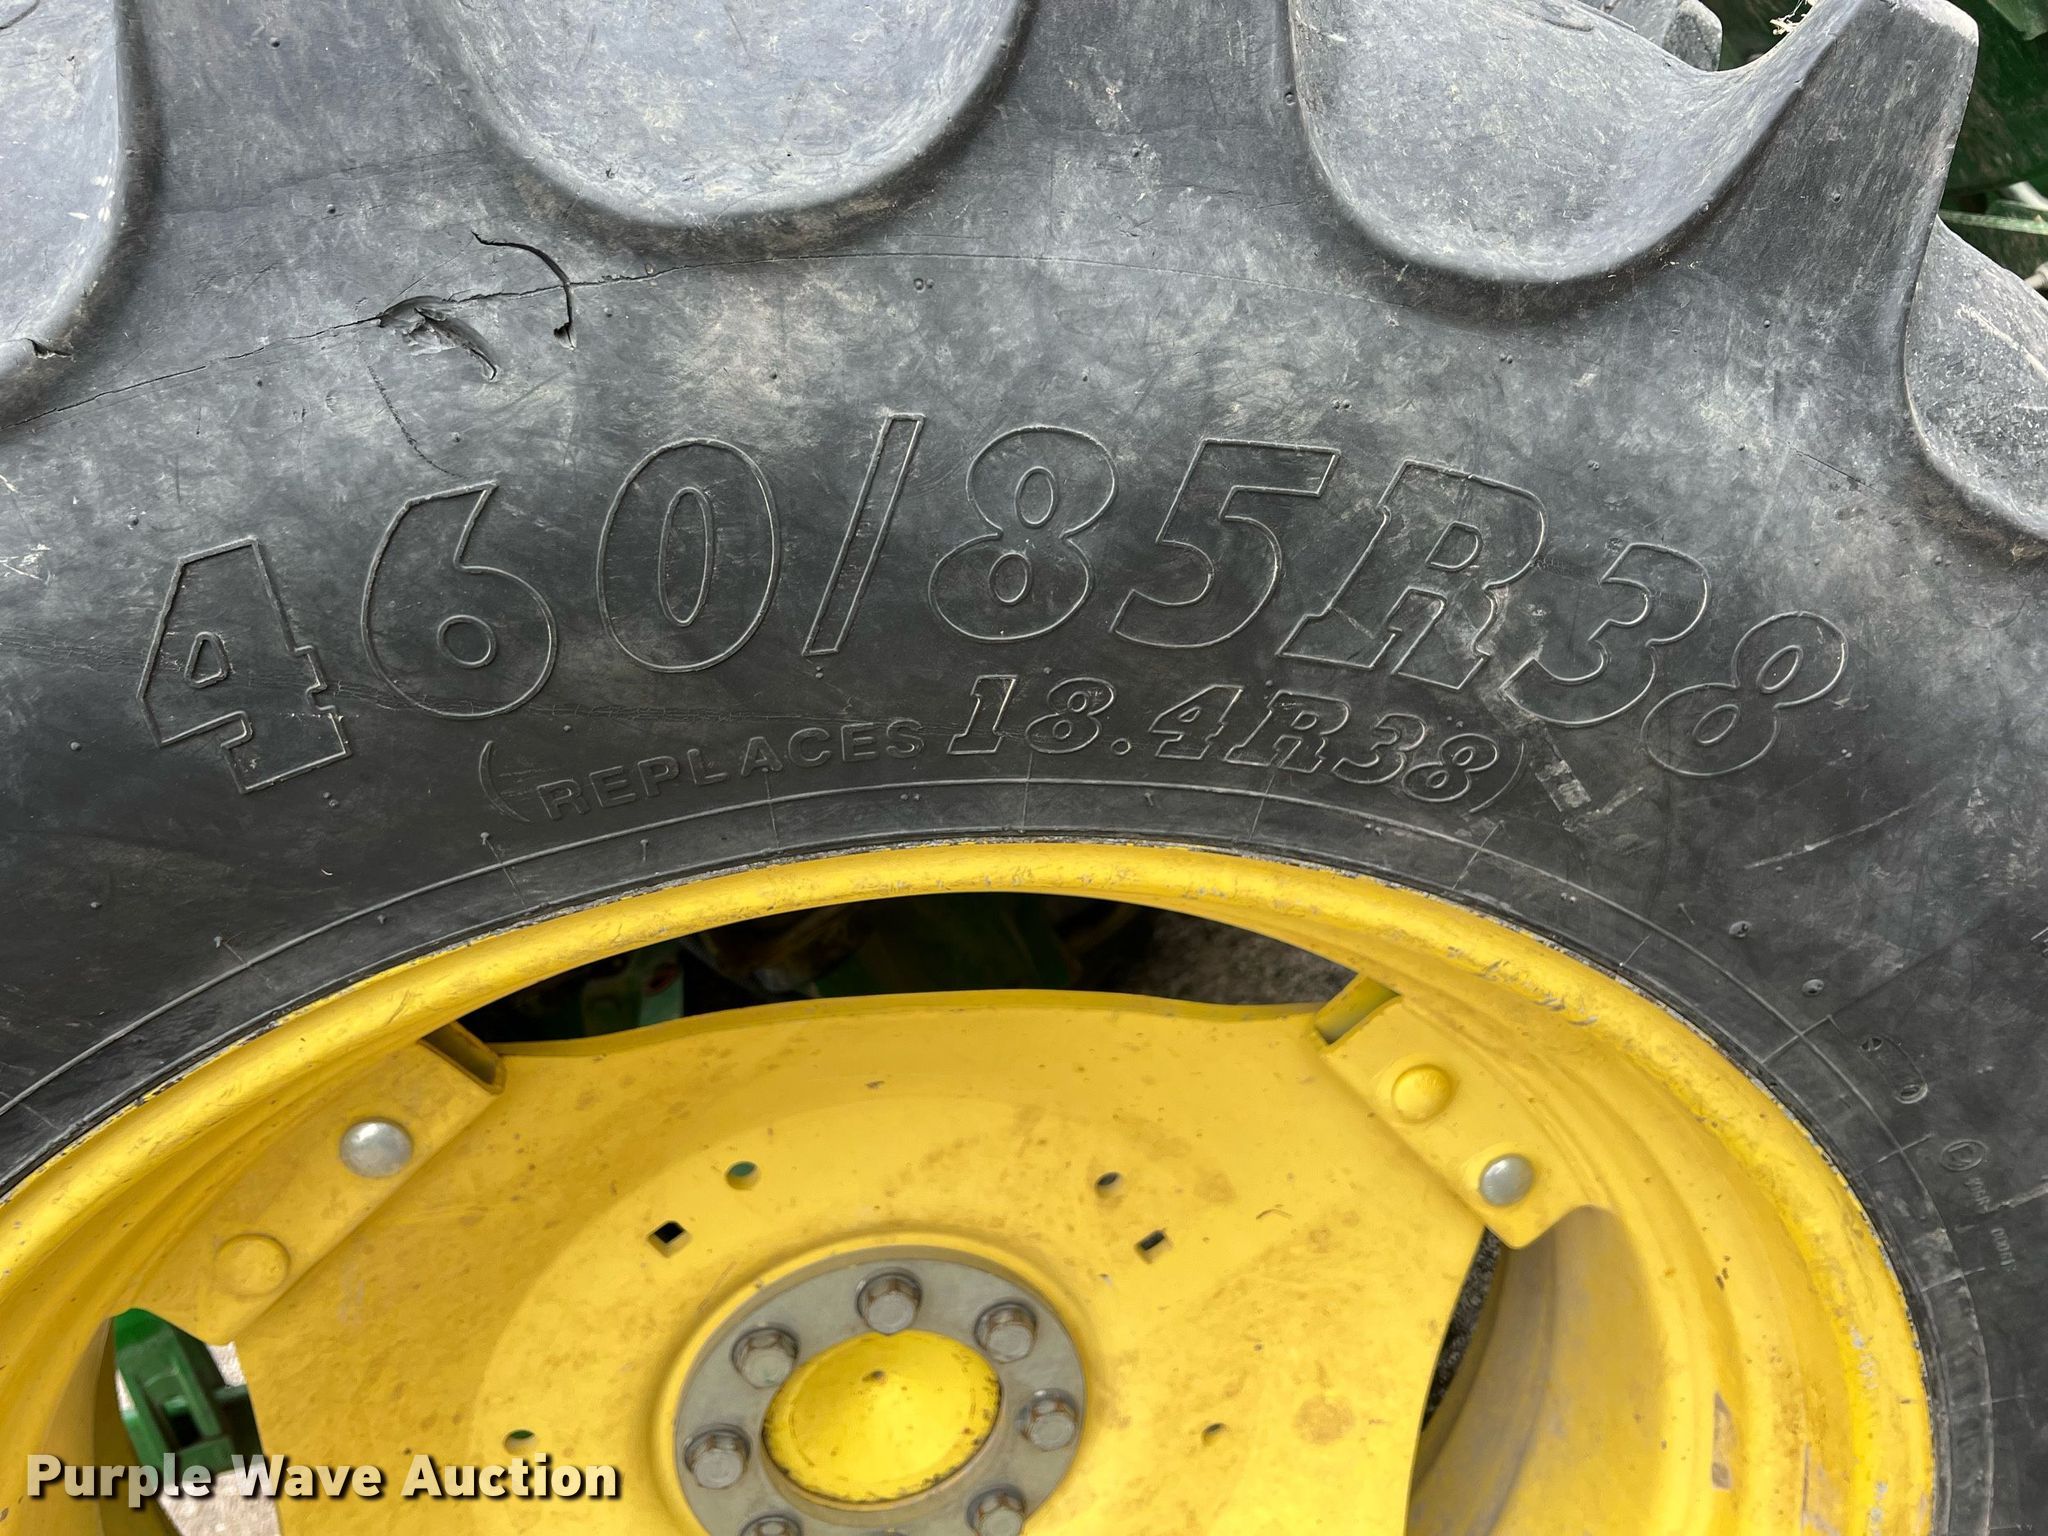 460/85R38
(REPLACES 18.4R38)
Purple Wave Auction